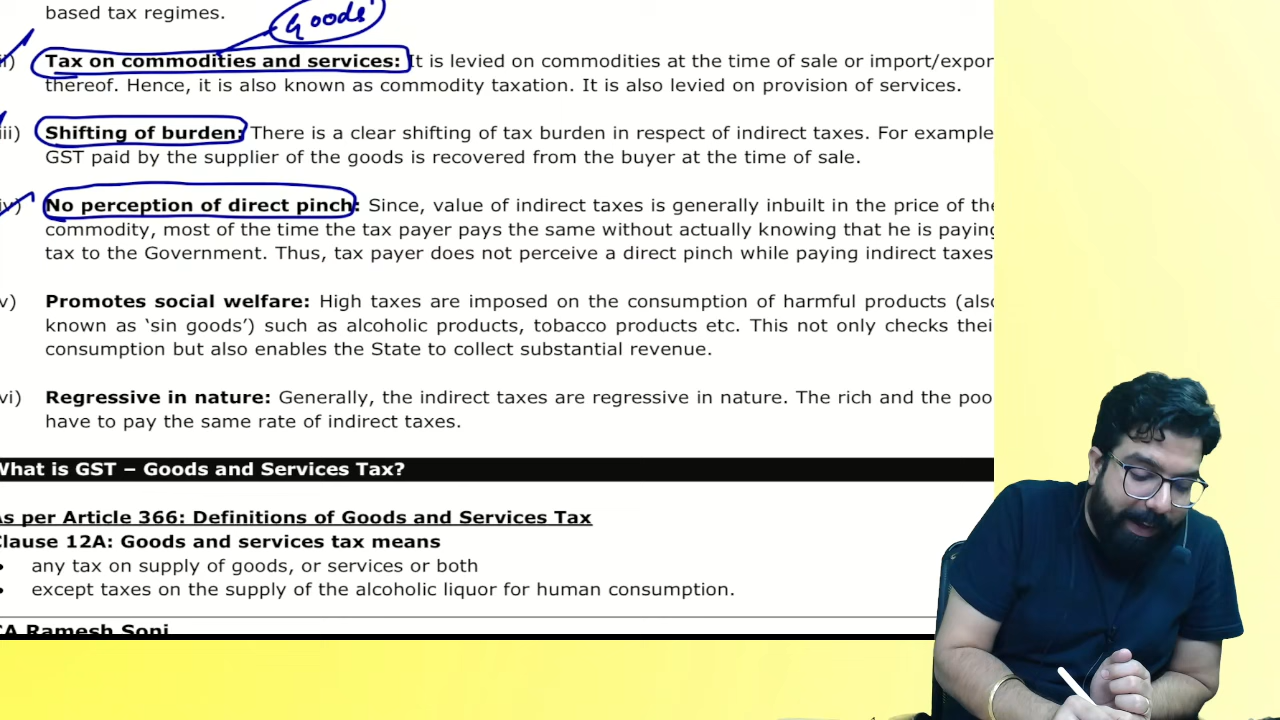 based tax regimes.
Goods
ii) Tax on commodities and services: It is levied on commodities at the time of sale or import/expor
thereof. Hence, it is also known as commodity taxation. It is also levied on provision of services.
iii) Shifting of burden: There is a clear shifting of tax burden in respect of indirect taxes. For example
GST paid by the supplier of the goods is recovered from the buyer at the time of sale.
iv) No perception of direct pinch: Since, value of indirect taxes is generally inbuilt in the price of the
commodity, most of the time the tax payer pays the same without actually knowing that he is paying
tax to the Government. Thus, tax payer does not perceive a direct pinch while paying indirect taxes
v) Promotes social welfare: High taxes are imposed on the consumption of harmful products (also
known as ‘sin goods’) such as alcoholic products, tobacco products etc. This not only checks thei
consumption but also enables the State to collect substantial revenue.
vi) Regressive in nature: Generally, the indirect taxes are regressive in nature. The rich and the poo
have to pay the same rate of indirect taxes.
What is GST – Goods and Services Tax?
As per Article 366: Definitions of Goods and Services Tax
Clause 12A: Goods and services tax means
• any tax on supply of goods, or services or both
• except taxes on the supply of the alcoholic liquor for human consumption.
CA Ramesh Soni